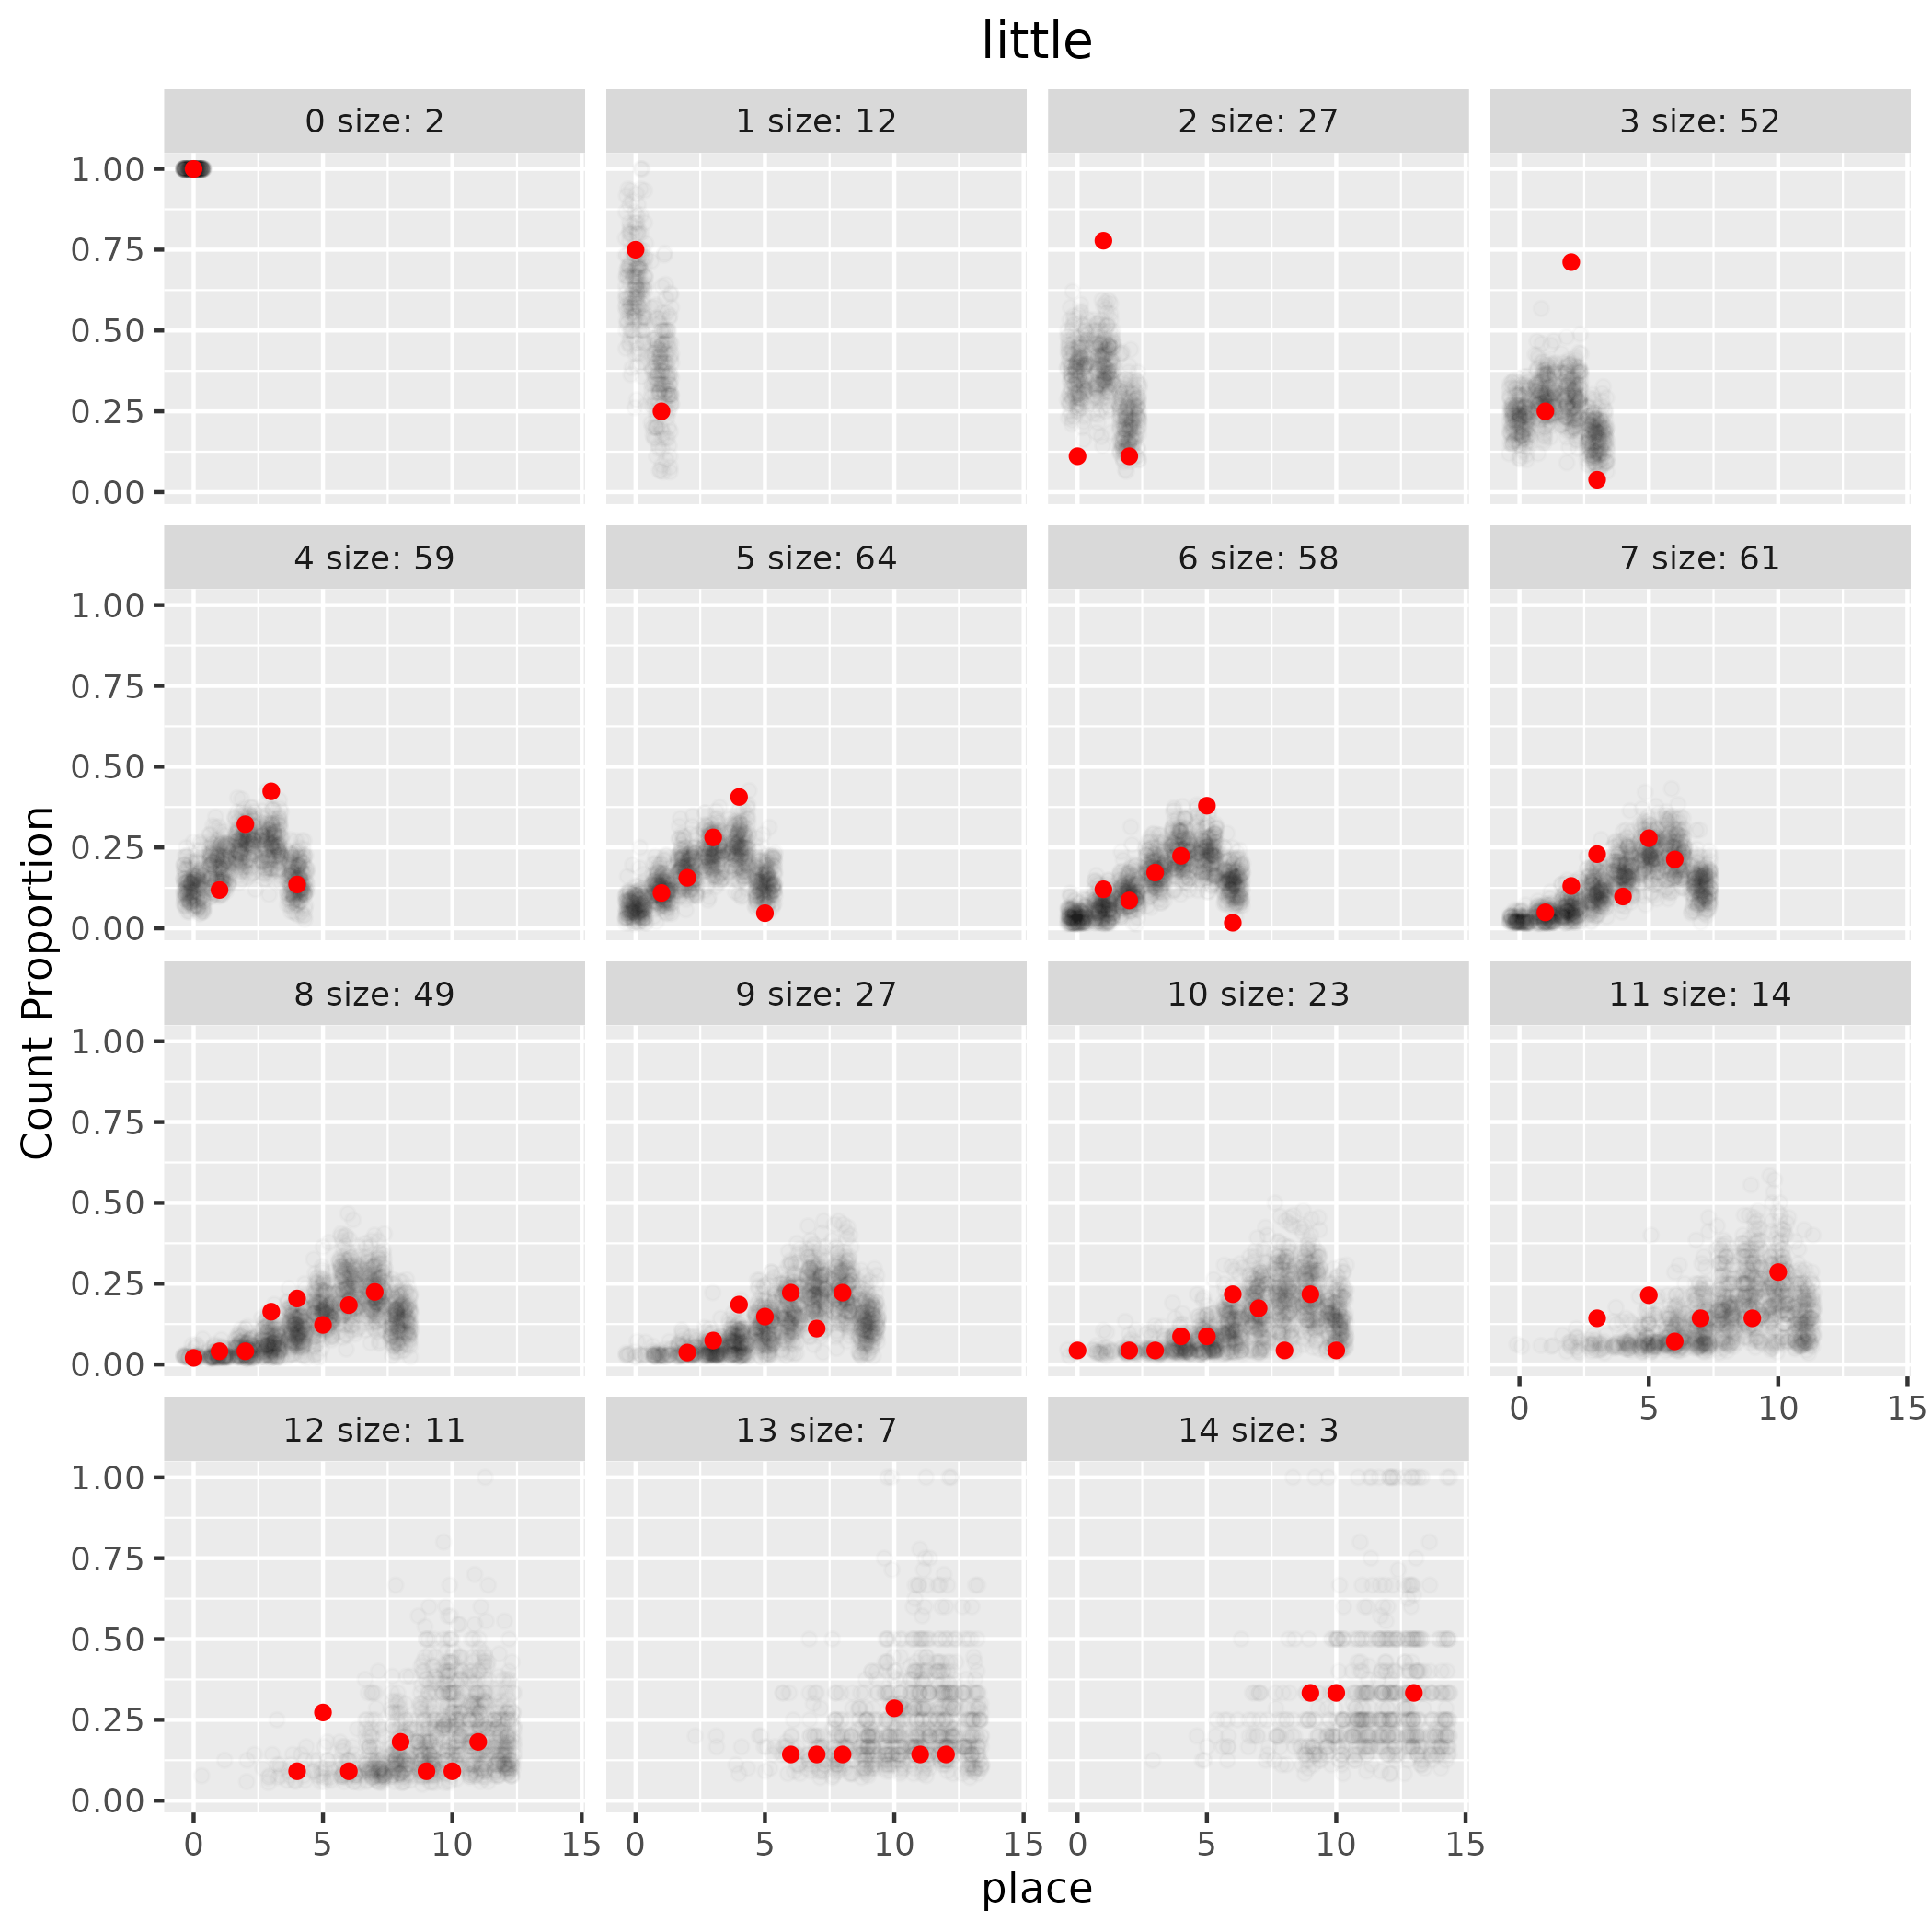 little
0 size: 2
1 size: 12
2 size: 27
3 size: 52
1.00
0.75
0.50
0.25
0.00
4 size: 59
5 size: 64
6 size: 58
7 size: 61
1.00
0.75
0.50
0.25
0.00
Count Proportion
8 size: 49
9 size: 27
10 size: 23
11 size: 14
1.00
0.75
0.50
0.25
0.00
0 5 10 15
12 size: 11
13 size: 7
14 size: 3
1.00
0.75
0.50
0.25
0.00
0 5 10 15
0 5 10 15
0 5 10 15
place